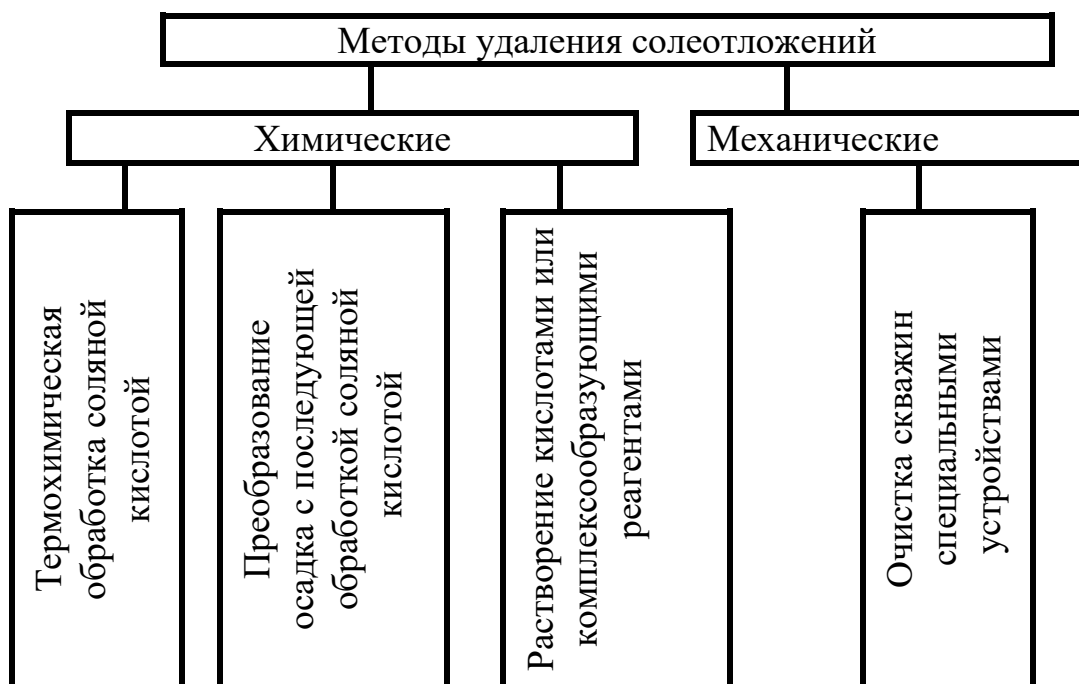 Методы удаления солеотложений
Химические
Механические
Термохимическая
обработка соляной
кислотой
Преобразование
осадка с последующей
обработкой соляной
кислотой
Растворение кислотами или
комплексообразующими
реагентами
Очистка скважин
специальными
устройствами